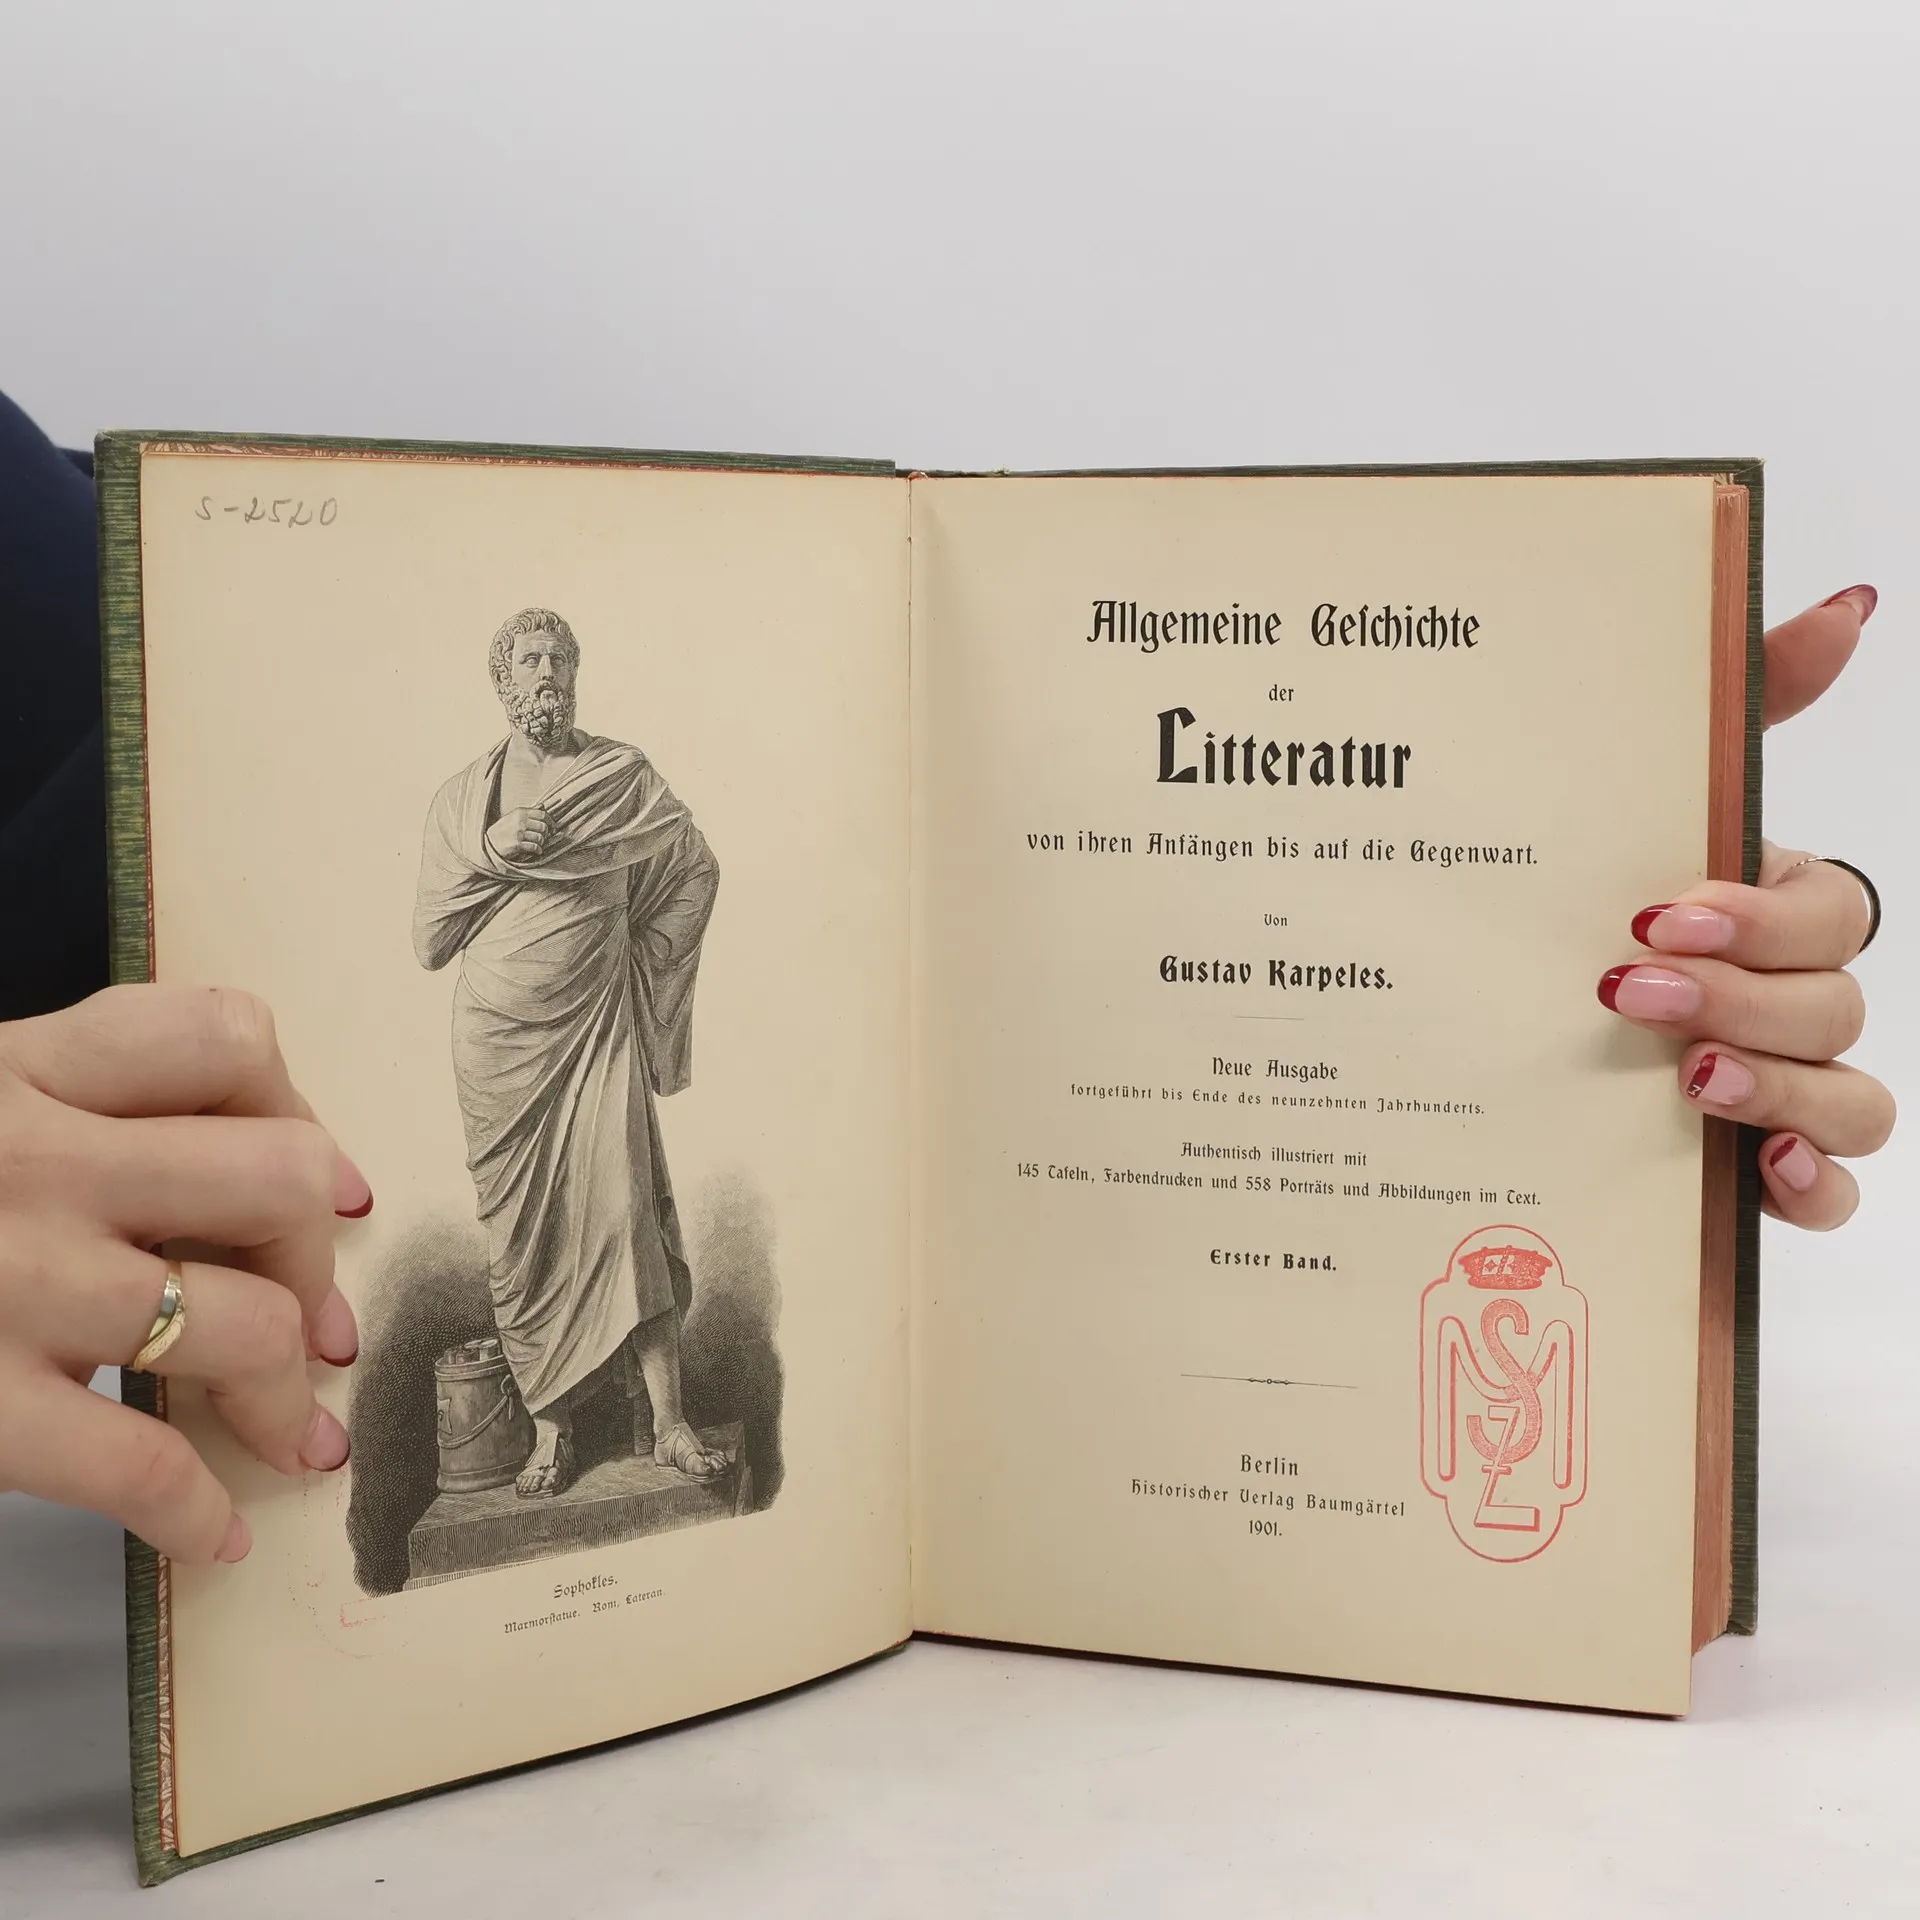 S-2520
Sophokles.
Marmorſtatue. Rom, Lateran.
Allgemeine Geſchichte
der
Litteratur
von ihren Anfängen bis auf die Gegenwart.
Von
Gustav Karpeles.
Neue Ausgabe
fortgeführt bis Ende des neunzehnten Jahrhunderts.
Authentisch illustriert mit
145 Tafeln, Farbendrucken und 558 Porträts und Abbildungen im Text.
Erster Band.
Berlin
Historischer Verlag Baumgärtel
1901.